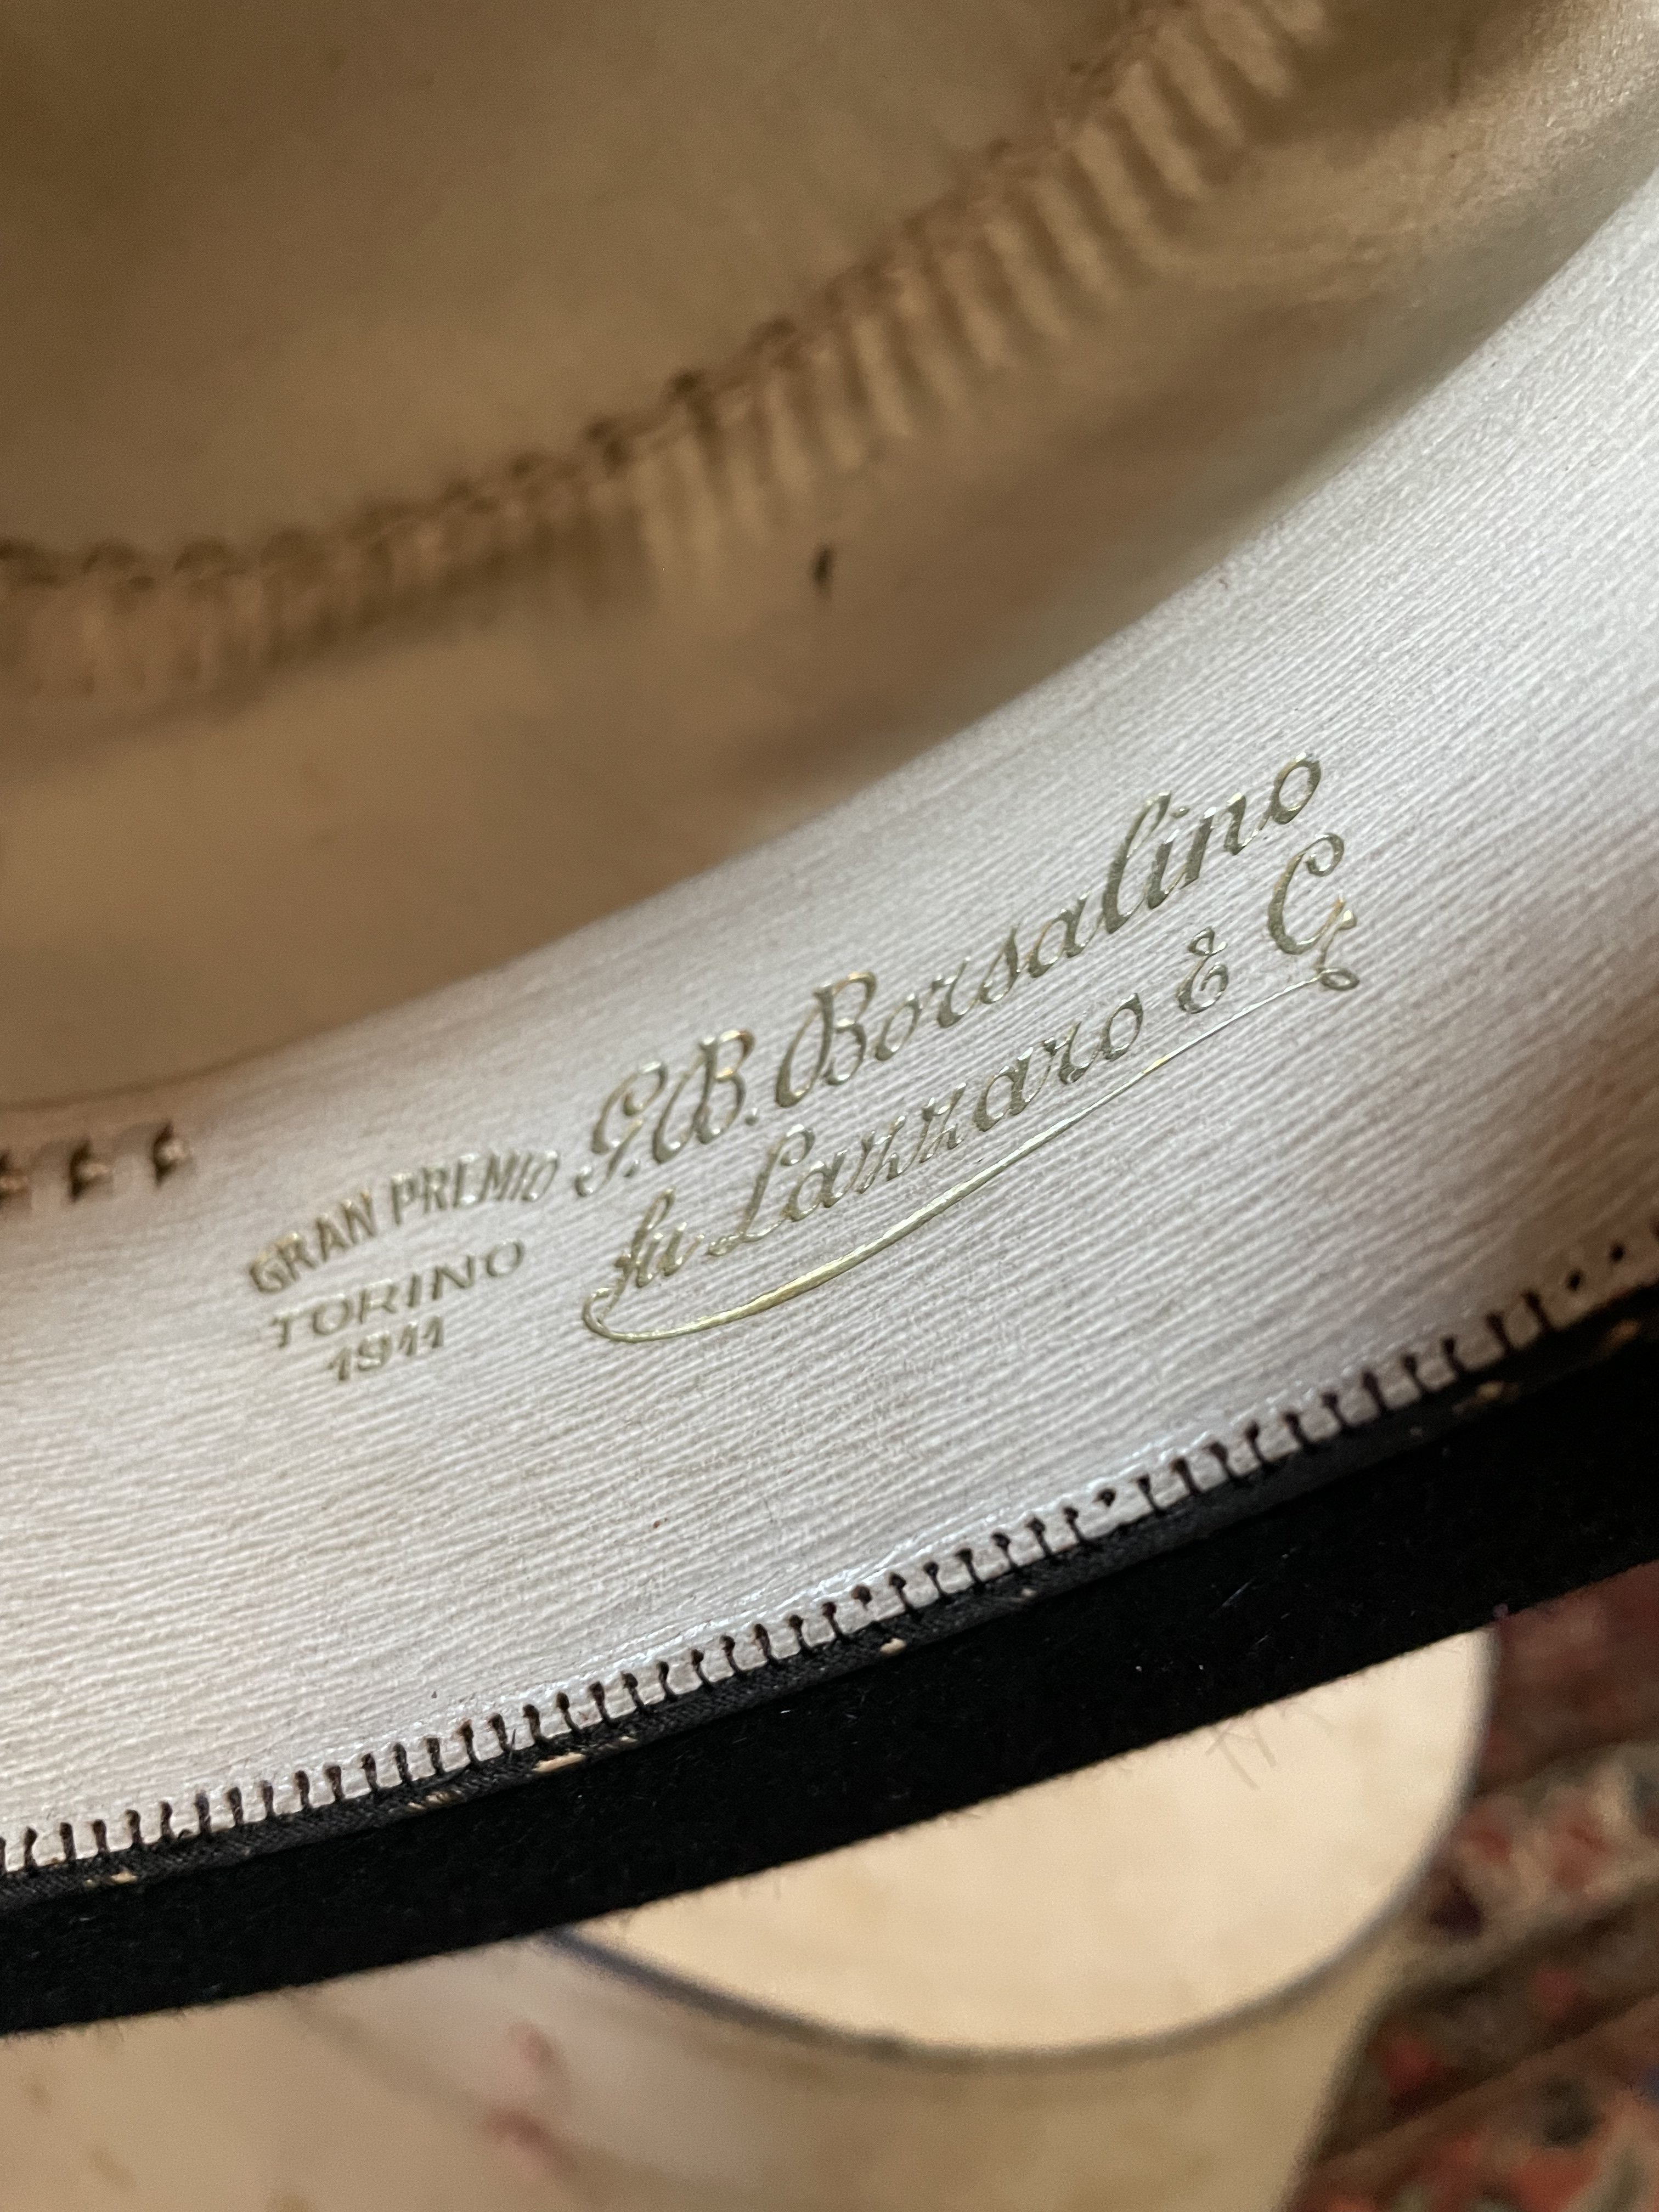 GRAN PREMIO
TORINO
1911
G.B. Borsalino
fu Lazzaro & C.